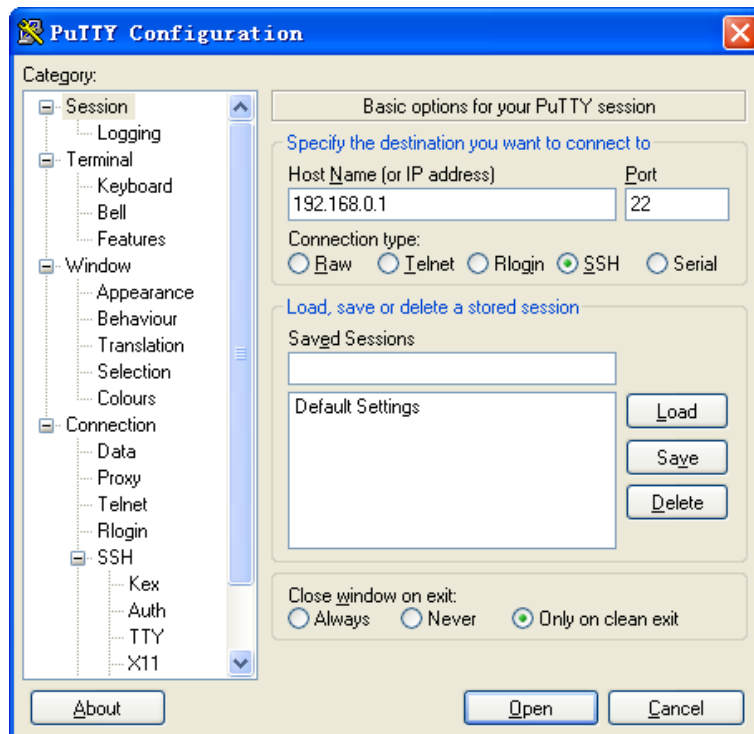 PuTTY Configuration
Category:
Session
Logging
Terminal
Keyboard
Bell
Features
Window
Appearance
Behaviour
Translation
Selection
Colours
Connection
Data
Proxy
Telnet
Rlogin
SSH
Kex
Auth
TTY
X11
Basic options for your PuTTY session
Specify the destination you want to connect to
Host Name (or IP address) Port
192.168.0.1 22
Connection type:
Raw Telnet Rlogin SSH Serial
Load, save or delete a stored session
Saved Sessions
Default Settings
Load
Save
Delete
Close window on exit:
Always Never Only on clean exit
About Open Cancel